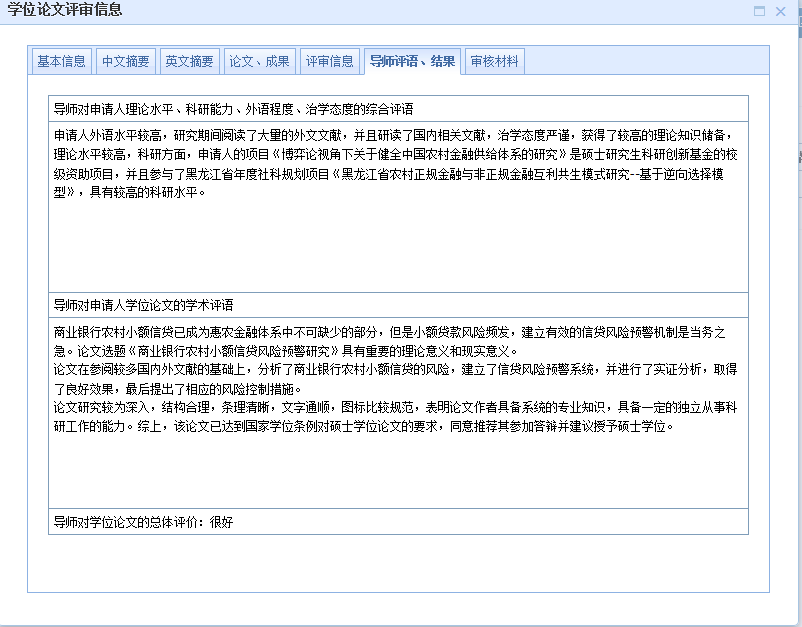 学位论文评审信息
基本信息 中文摘要 英文摘要 论文、成果 评审信息 导师评语、结果 审核材料
导师对申请人理论水平、科研能力、外语程度、治学态度的综合评语
申请人外语水平较高，研究期间阅读了大量的外文文献，并且研读了国内相关文献，治学态度严谨，获得了较高的理论知识储备，
理论水平较高，科研方面，申请人的项目《博弈论视角下关于健全中国农村金融供给体系的研究》是硕士研究生科研创新基金的校
级资助项目，并且参与了黑龙江省年度社科规划项目《黑龙江省农村正规金融与非正规金融互利共生模式研究--基于逆向选择模
型》，具有较高的科研水平。
导师对申请人学位论文的学术评语
商业银行农村小额信贷已成为惠农金融体系中不可缺少的部分，但是小额贷款风险频发，建立有效的信贷风险预警机制是当务之
急。论文选题《商业银行农村小额信贷风险预警研究》具有重要的理论意义和现实意义。
论文在参阅较多国内外文献的基础上，分析了商业银行农村小额信贷的风险，建立了信贷风险预警系统，并进行了实证分析，取得
了良好效果，最后提出了相应的风险控制措施。
论文研究较为深入，结构合理，条理清晰，文字通顺，图标比较规范，表明论文作者具备系统的专业知识，具备一定的独立从事科
研工作的能力。综上，该论文已达到国家学位条例对硕士学位论文的要求，同意推荐其参加答辩并建议授予硕士学位。
导师对学位论文的总体评价：很好